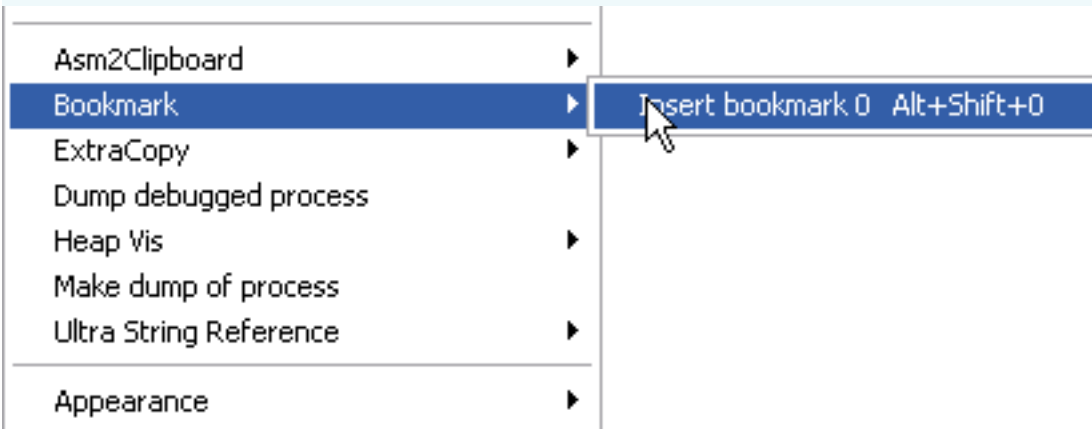 Asm2Clipboard
Bookmark
Insert bookmark 0 Alt+Shift+0
ExtraCopy
Dump debugged process
Heap Vis
Make dump of process
Ultra String Reference
Appearance